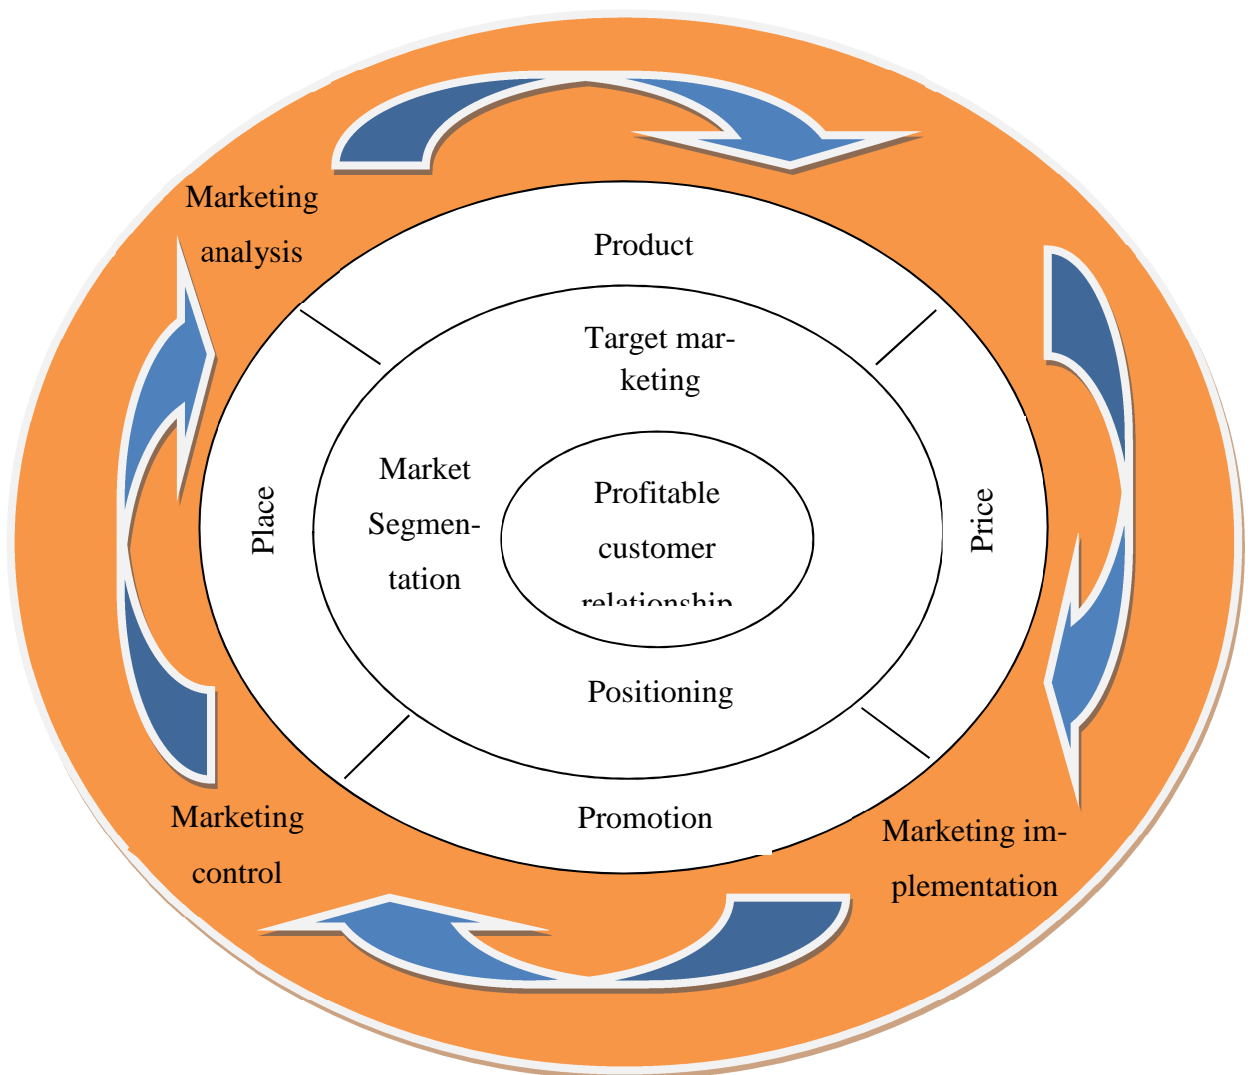 Marketing
analysis
Product
Target mar-
keting
Market
Segmen-
tation
Place
Profitable
customer
relationship
Price
Positioning
Promotion
Marketing
control
Marketing im-
plementation